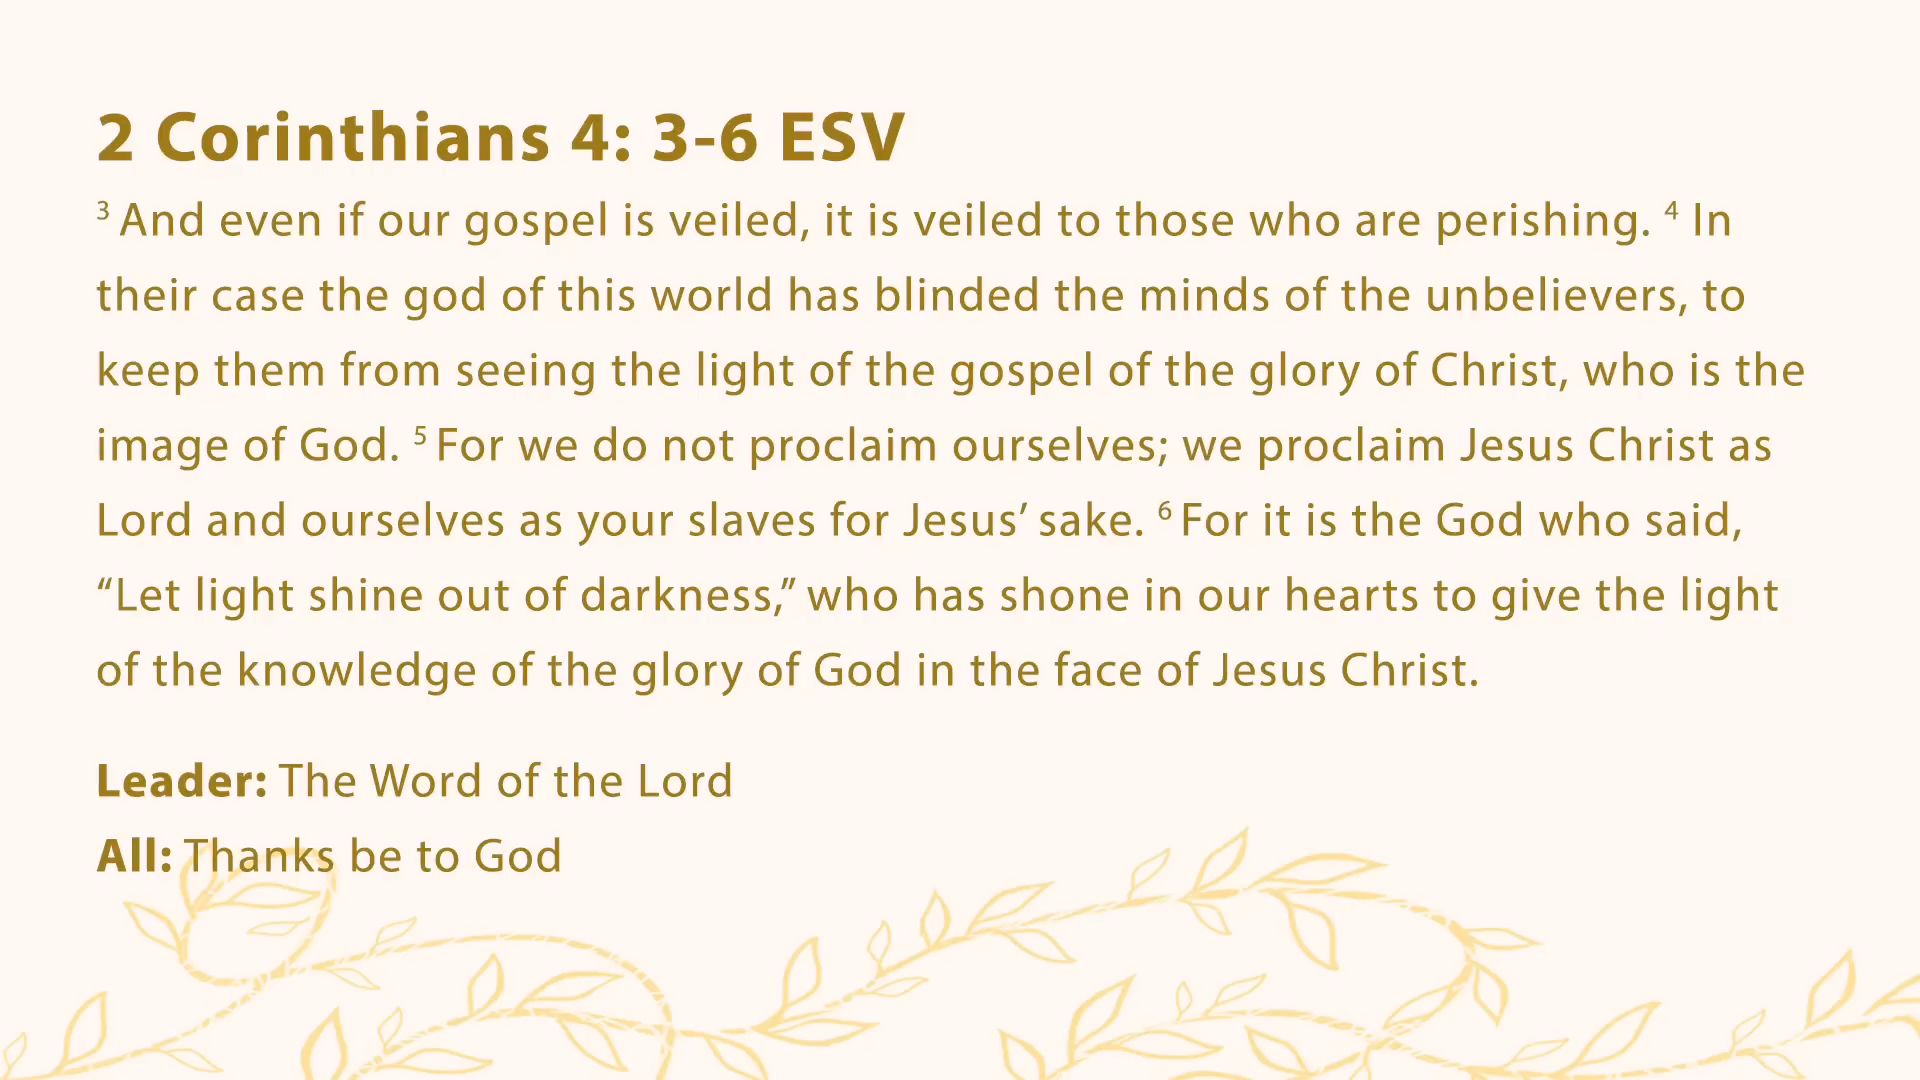 2 Corinthians 4: 3-6 ESV
³ And even if our gospel is veiled, it is veiled to those who are perishing. ⁴ In
their case the god of this world has blinded the minds of the unbelievers, to
keep them from seeing the light of the gospel of the glory of Christ, who is the
image of God. ⁵ For we do not proclaim ourselves; we proclaim Jesus Christ as
Lord and ourselves as your slaves for Jesus’ sake. ⁶ For it is the God who said,
“Let light shine out of darkness,” who has shone in our hearts to give the light
of the knowledge of the glory of God in the face of Jesus Christ.
Leader: The Word of the Lord
All: Thanks be to God